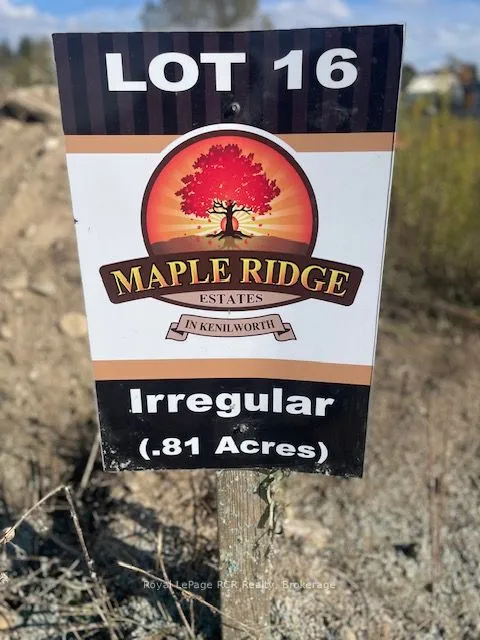 LOT 16
MAPLE RIDGE
ESTATES
IN KENILWORTH
Irregular
(.81 Acres)
Royal LePage RCR Realty, Brokerage